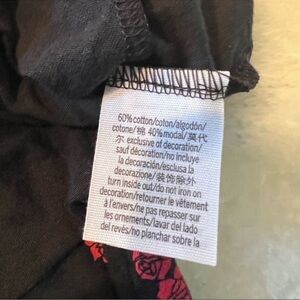 60% cotton/coton/algodón/
cotone/棉 40% modal/莫代
尔 exclusive of decoration/
sauf décoration/no incluye
la decoración/esclusa la
decorazione/装饰除外
turn inside out/do not iron on
decoration/retourner le vêtement
à l'envers/ne pas repasser sur
les ornements/lavar del lado
del revés/no planchar sobre la